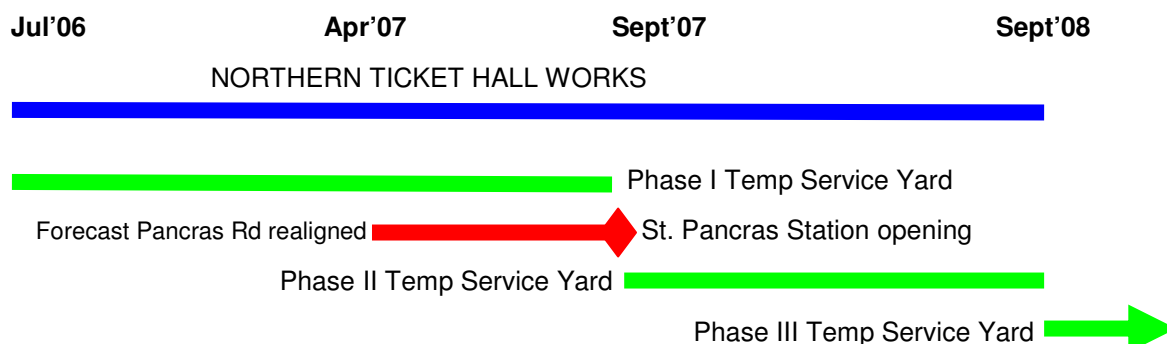 Jul’06 Apr’07 Sept’07 Sept’08
NORTHERN TICKET HALL WORKS
Phase I Temp Service Yard
Forecast Pancras Rd realigned St. Pancras Station opening
Phase II Temp Service Yard
Phase III Temp Service Yard